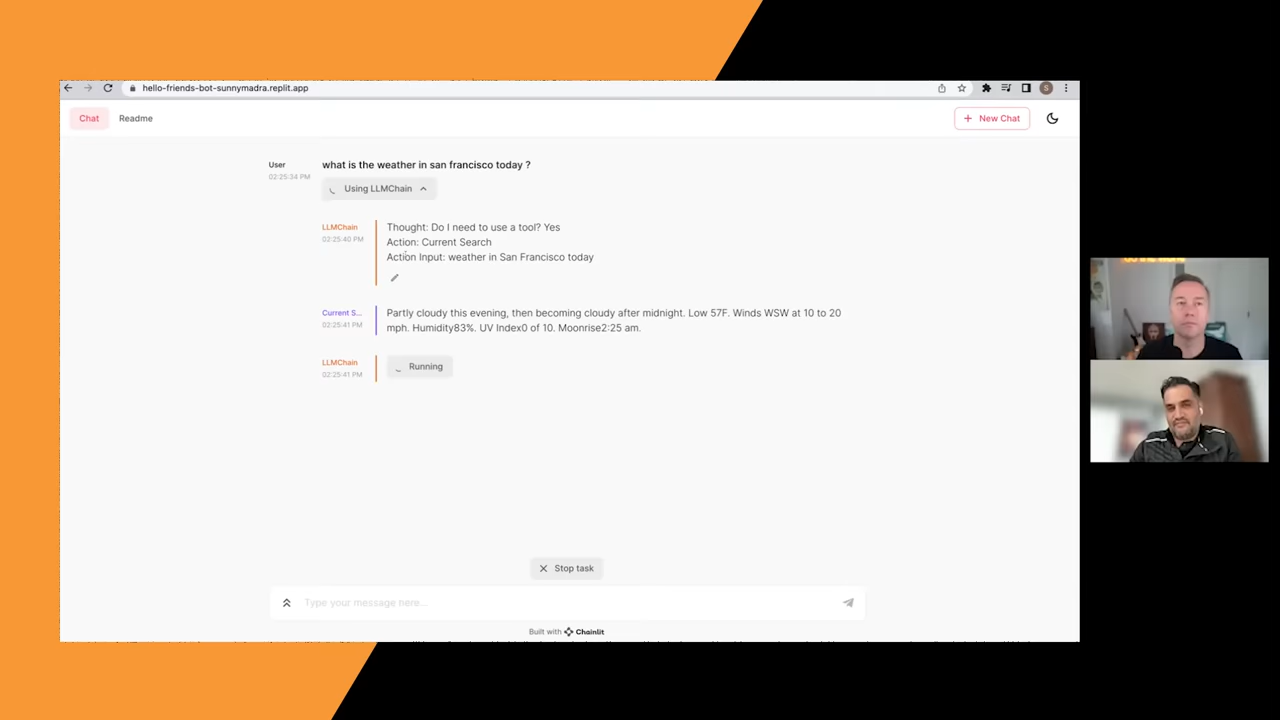 hello-friends-bot-sunnymadra.replit.app
S
Chat
Readme
New Chat
User
02:25:34 PM
what is the weather in san francisco today ?
Using LLMChain
LLMChain
02:25:40 PM
Thought: Do I need to use a tool? Yes
Action: Current Search
Action Input: weather in San Francisco today
Current S...
02:25:41 PM
Partly cloudy this evening, then becoming cloudy after midnight. Low 57F. Winds WSW at 10 to 20
mph. Humidity83%. UV Index0 of 10. Moonrise2:25 am.
LLMChain
02:25:41 PM
Running
Stop task
Type your message here...
Built with Chainlit